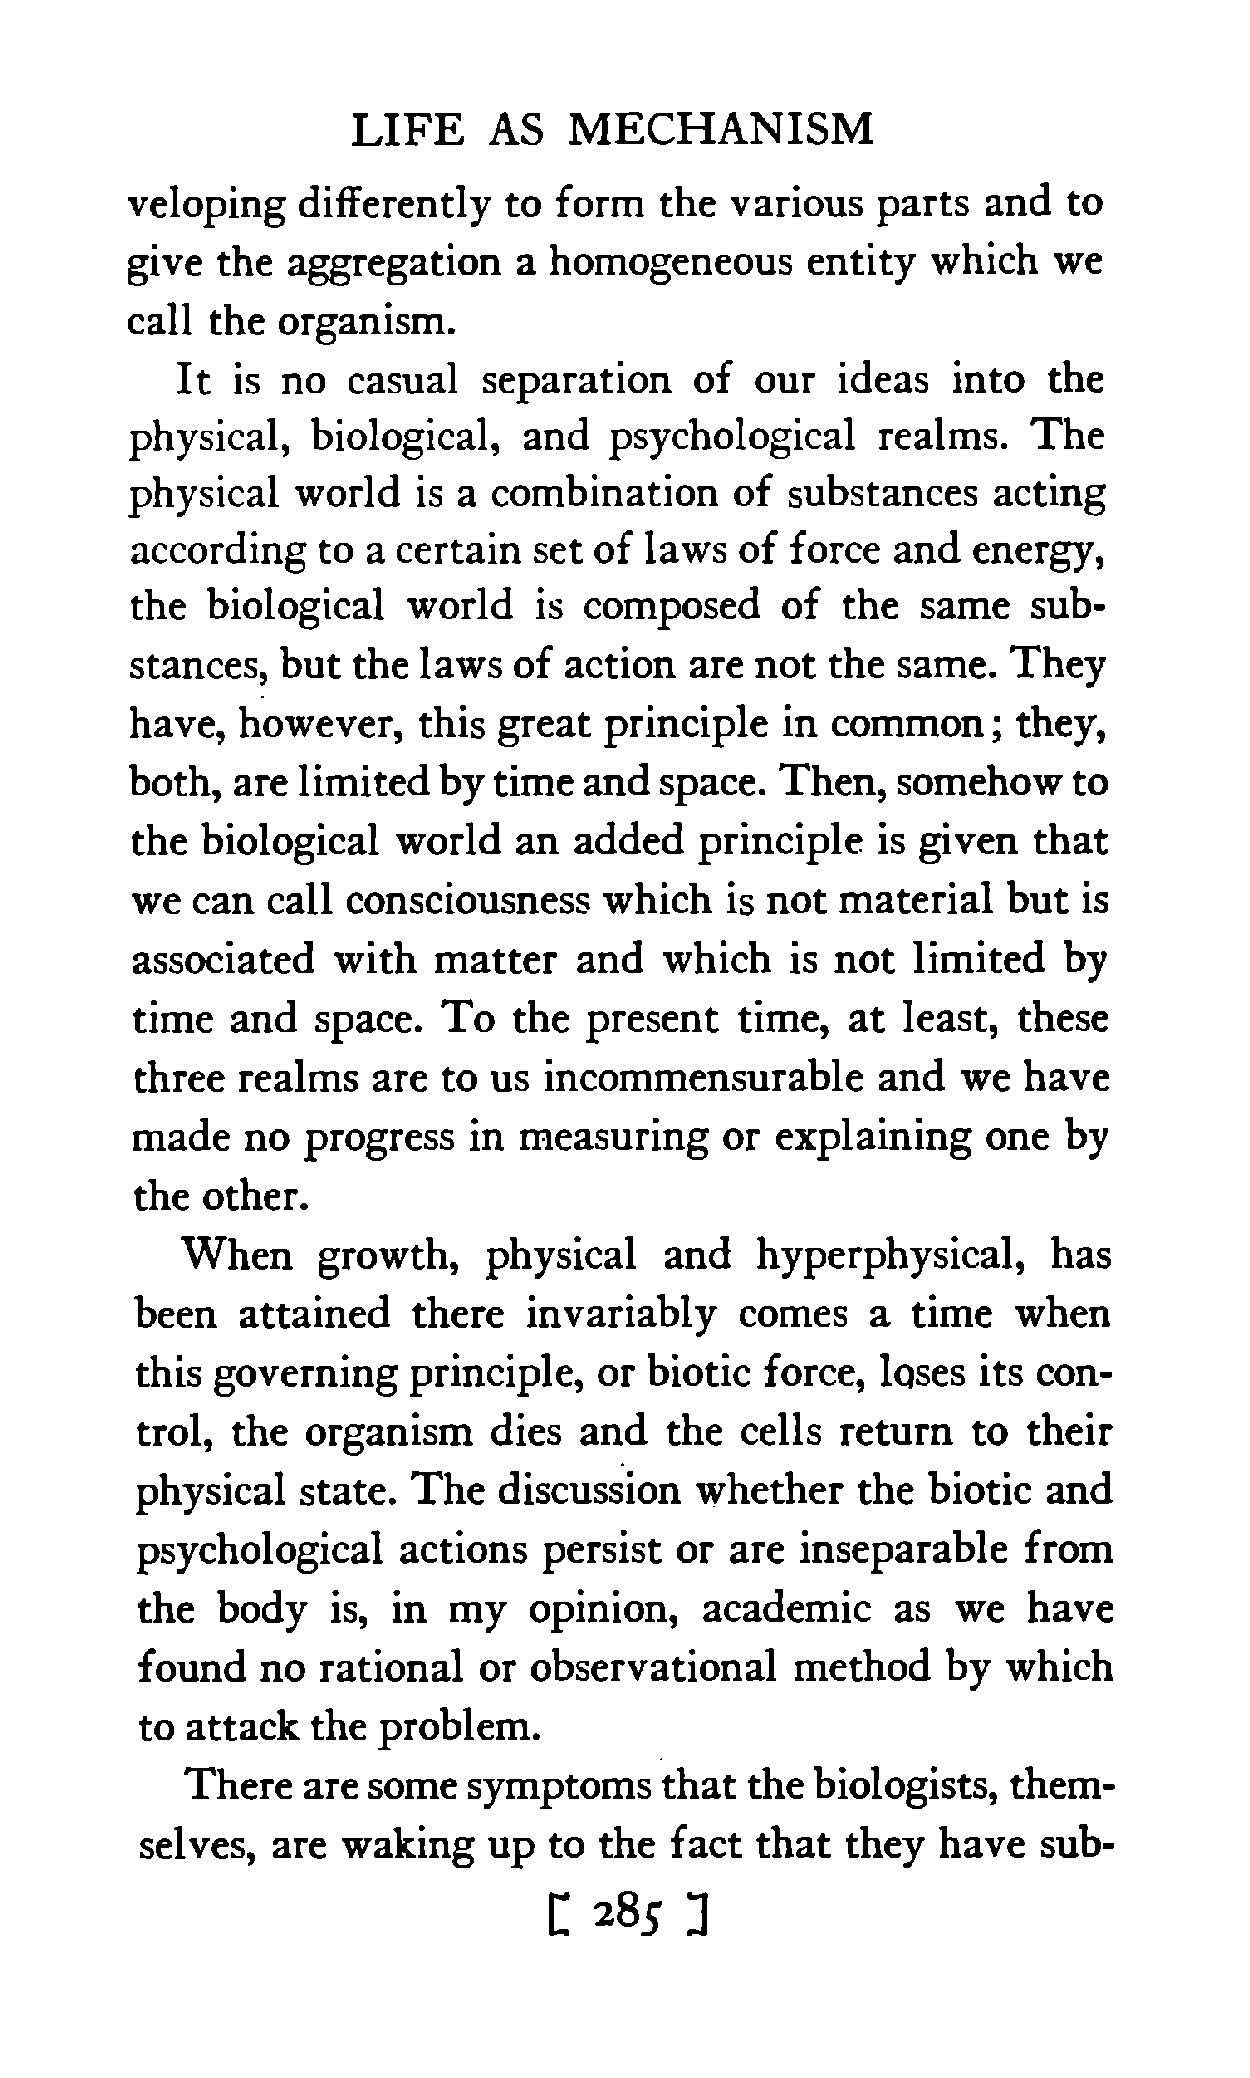 LIFE AS MECHANISM
veloping differently to form the various parts and to
give the aggregation a homogeneous entity which we
call the organism.
It is no casual separation of our ideas into the
physical, biological, and psychological realms. The
physical world is a combination of substances acting
according to a certain set of laws of force and energy,
the biological world is composed of the same sub-
stances, but the laws of action are not the same. They
have, however, this great principle in common; they,
both, are limited by time and space. Then, somehow to
the biological world an added principle is given that
we can call consciousness which is not material but is
associated with matter and which is not limited by
time and space. To the present time, at least, these
three realms are to us incommensurable and we have
made no progress in measuring or explaining one by
the other.
When growth, physical and hyperphysical, has
been attained there invariably comes a time when
this governing principle, or biotic force, loses its con-
trol, the organism dies and the cells return to their
physical state. The discussion whether the biotic and
psychological actions persist or are inseparable from
the body is, in my opinion, academic as we have
found no rational or observational method by which
to attack the problem.
There are some symptoms that the biologists, them-
selves, are waking up to the fact that they have sub-
[ 285 ]